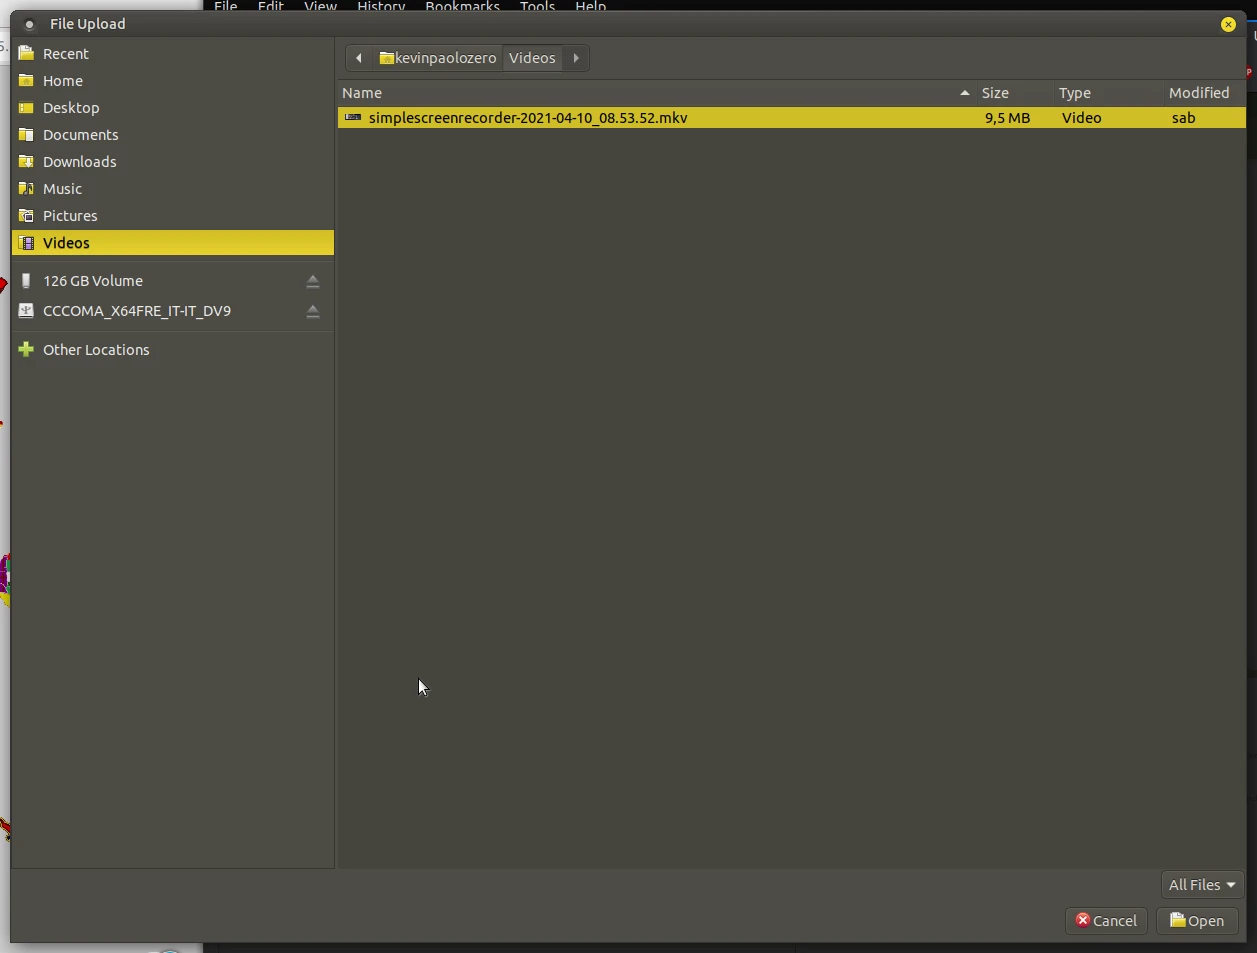 File Edit View History Bookmarks Tools Help
File Upload
Recent
Home
Desktop
Documents
Downloads
Music
Pictures
Videos
126 GB Volume
CCCOMA_X64FRE_IT-IT_DV9
Other Locations
kevinpaolozero Videos
Name Size Type Modified
simplescreenrecorder-2021-04-10_08.53.52.mkv 9,5 MB Video sab
All Files
Cancel Open